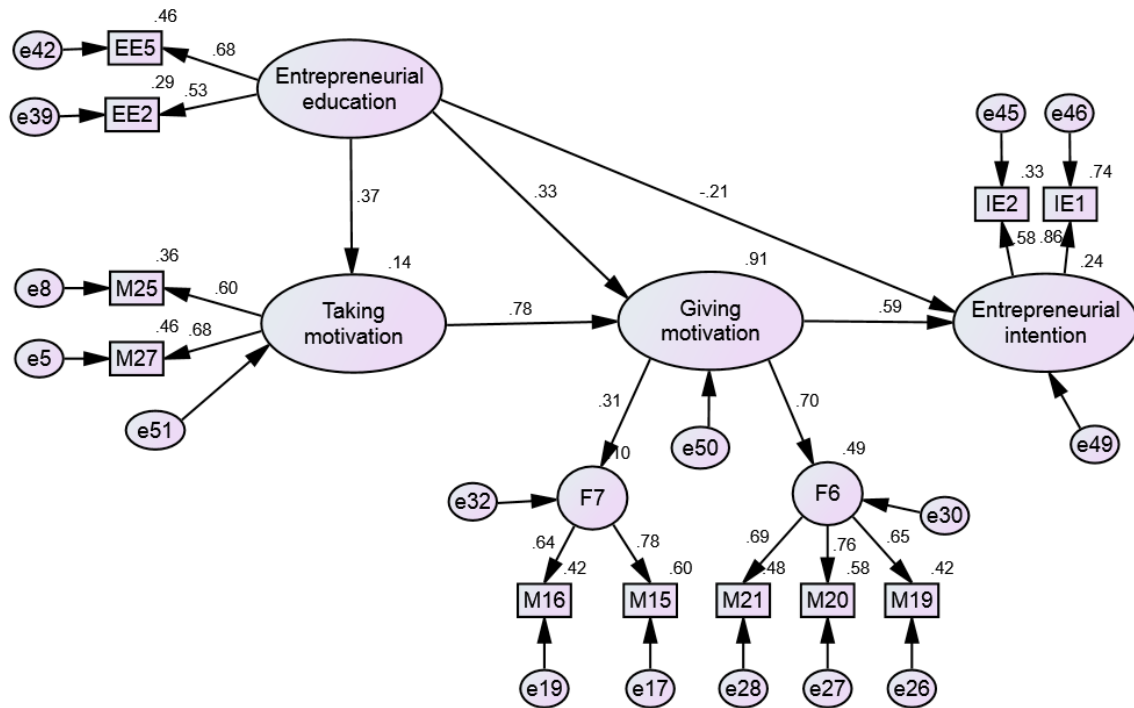 .46
e42
EE5
.68
Entrepreneurial
education
.29
.53
e39
EE2
e45
e46
.33
.74
IE2
IE1
.58
.86
.37
.33
-.21
.36
e8
M25
.60
.14
Taking
motivation
.46
.68
e5
M27
e51
.78
.91
Giving
motivation
.59
.24
Entrepreneurial
intention
e49
.31
e50
.70
.10
.49
e32
F7
F6
e30
.64
.78
.69
.76
.65
.42
.60
.48
.58
.42
M16
M15
M21
M20
M19
e19
e17
e28
e27
e26